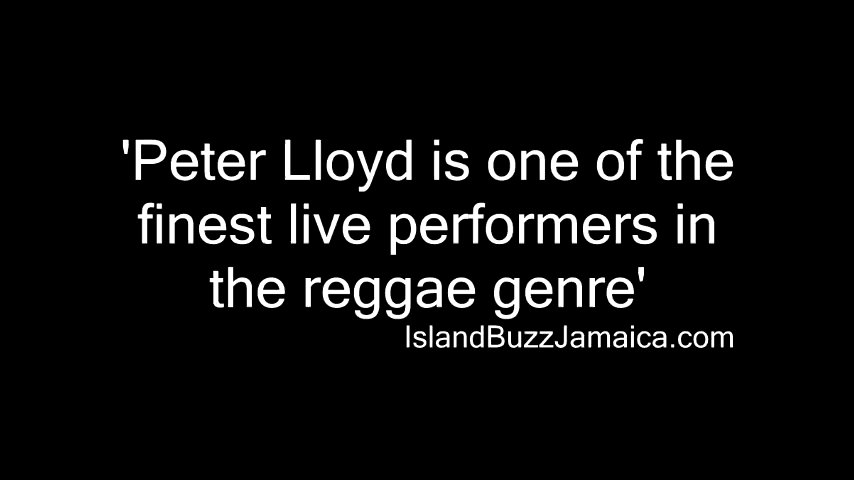 'Peter Lloyd is one of the
finest live performers in
the reggae genre'
IslandBuzzJamaica.com